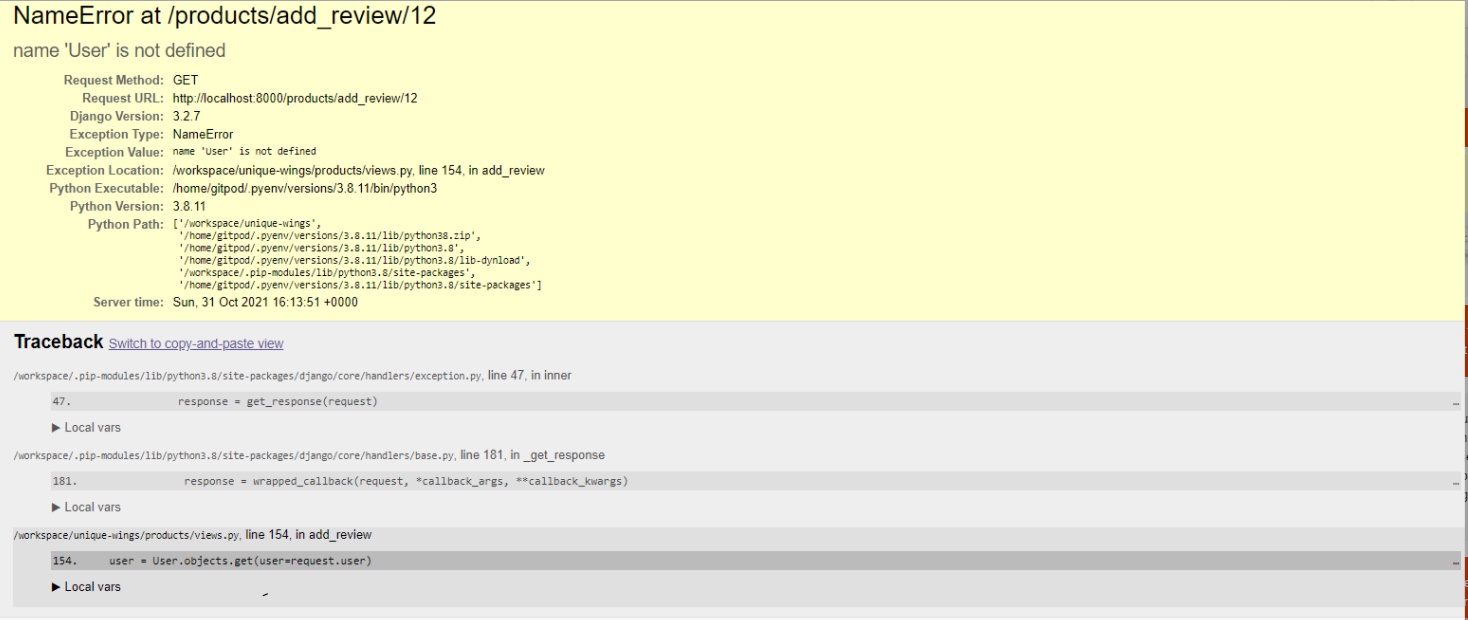 NameError at /products/add_review/12
name 'User' is not defined
Request Method: GET
Request URL: http://localhost:8000/products/add_review/12
Django Version: 3.2.7
Exception Type: NameError
Exception Value: name 'User' is not defined
Exception Location: /workspace/unique-wings/products/views.py, line 154, in add_review
Python Executable: /home/gitpod/.pyenv/versions/3.8.11/bin/python3
Python Version: 3.8.11
Python Path: ['/workspace/unique-wings',
'/home/gitpod/.pyenv/versions/3.8.11/lib/python38.zip',
'/home/gitpod/.pyenv/versions/3.8.11/lib/python3.8',
'/home/gitpod/.pyenv/versions/3.8.11/lib/python3.8/lib-dynload',
'/workspace/.pip-modules/lib/python3.8/site-packages',
'/home/gitpod/.pyenv/versions/3.8.11/lib/python3.8/site-packages']
Server time: Sun, 31 Oct 2021 16:13:51 +0000
Traceback Switch to copy-and-paste view
/workspace/.pip-modules/lib/python3.8/site-packages/django/core/handlers/exception.py, line 47, in inner
47. response = get_response(request) …
▶ Local vars
/workspace/.pip-modules/lib/python3.8/site-packages/django/core/handlers/base.py, line 181, in _get_response
181. response = wrapped_callback(request, *callback_args, **callback_kwargs) …
▶ Local vars
/workspace/unique-wings/products/views.py, line 154, in add_review
154. user = User.objects.get(user=request.user) …
▶ Local vars